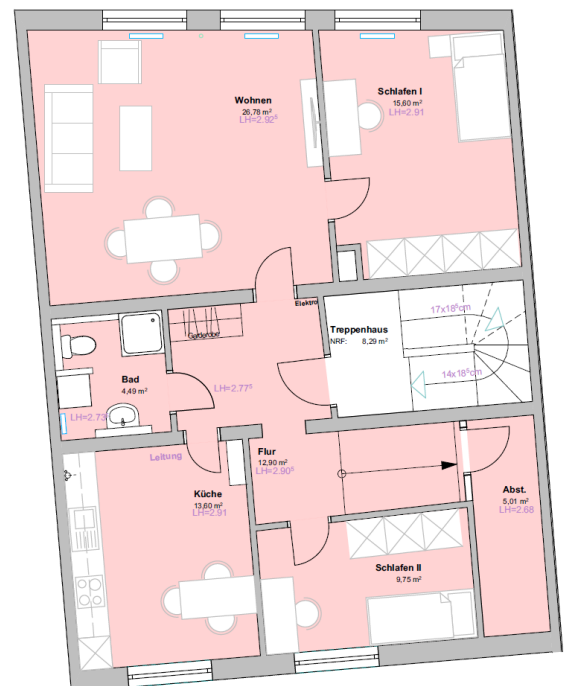 Wohnen
26,78 m²
LH=2.92⁸
Schlafen I
15,60 m²
LH=2.91
Elektro
17x18⁵cm
Garderobe
Treppenhaus
NRF: 8,29 m²
Bad
4,49 m²
14x18⁵cm
LH=2.77⁵
LH=2.73
Leitung
Flur
12,90 m²
LH=2.90⁵
Küche
13,60 m²
LH=2.91
Abst.
5,01 m²
LH=2.68
Schlafen II
9,75 m²